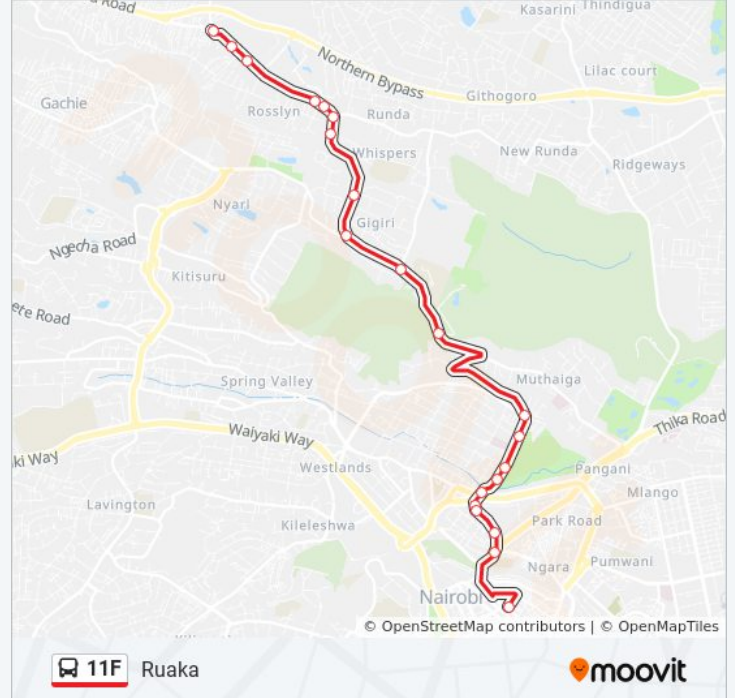 Kasarini
Thindigua
a Road
Northern Bypass
Lilac court
Gachie
Githogoro
Rosslyn
Runda
Whispers
New Runda
Ridgeways
Nyari
Gigiri
Ngecha Road
Kitisuru
ete Road
Spring Valley
Muthaiga
Thika Road
Waiyaki Way
ki Way
Westlands
Pangani
Mlango
Lavington
Kileleshwa
Park Road
Ngara
Pumwani
Nairobi
© OpenStreetMap contributors | © OpenMapTiles
11F Ruaka
moovit